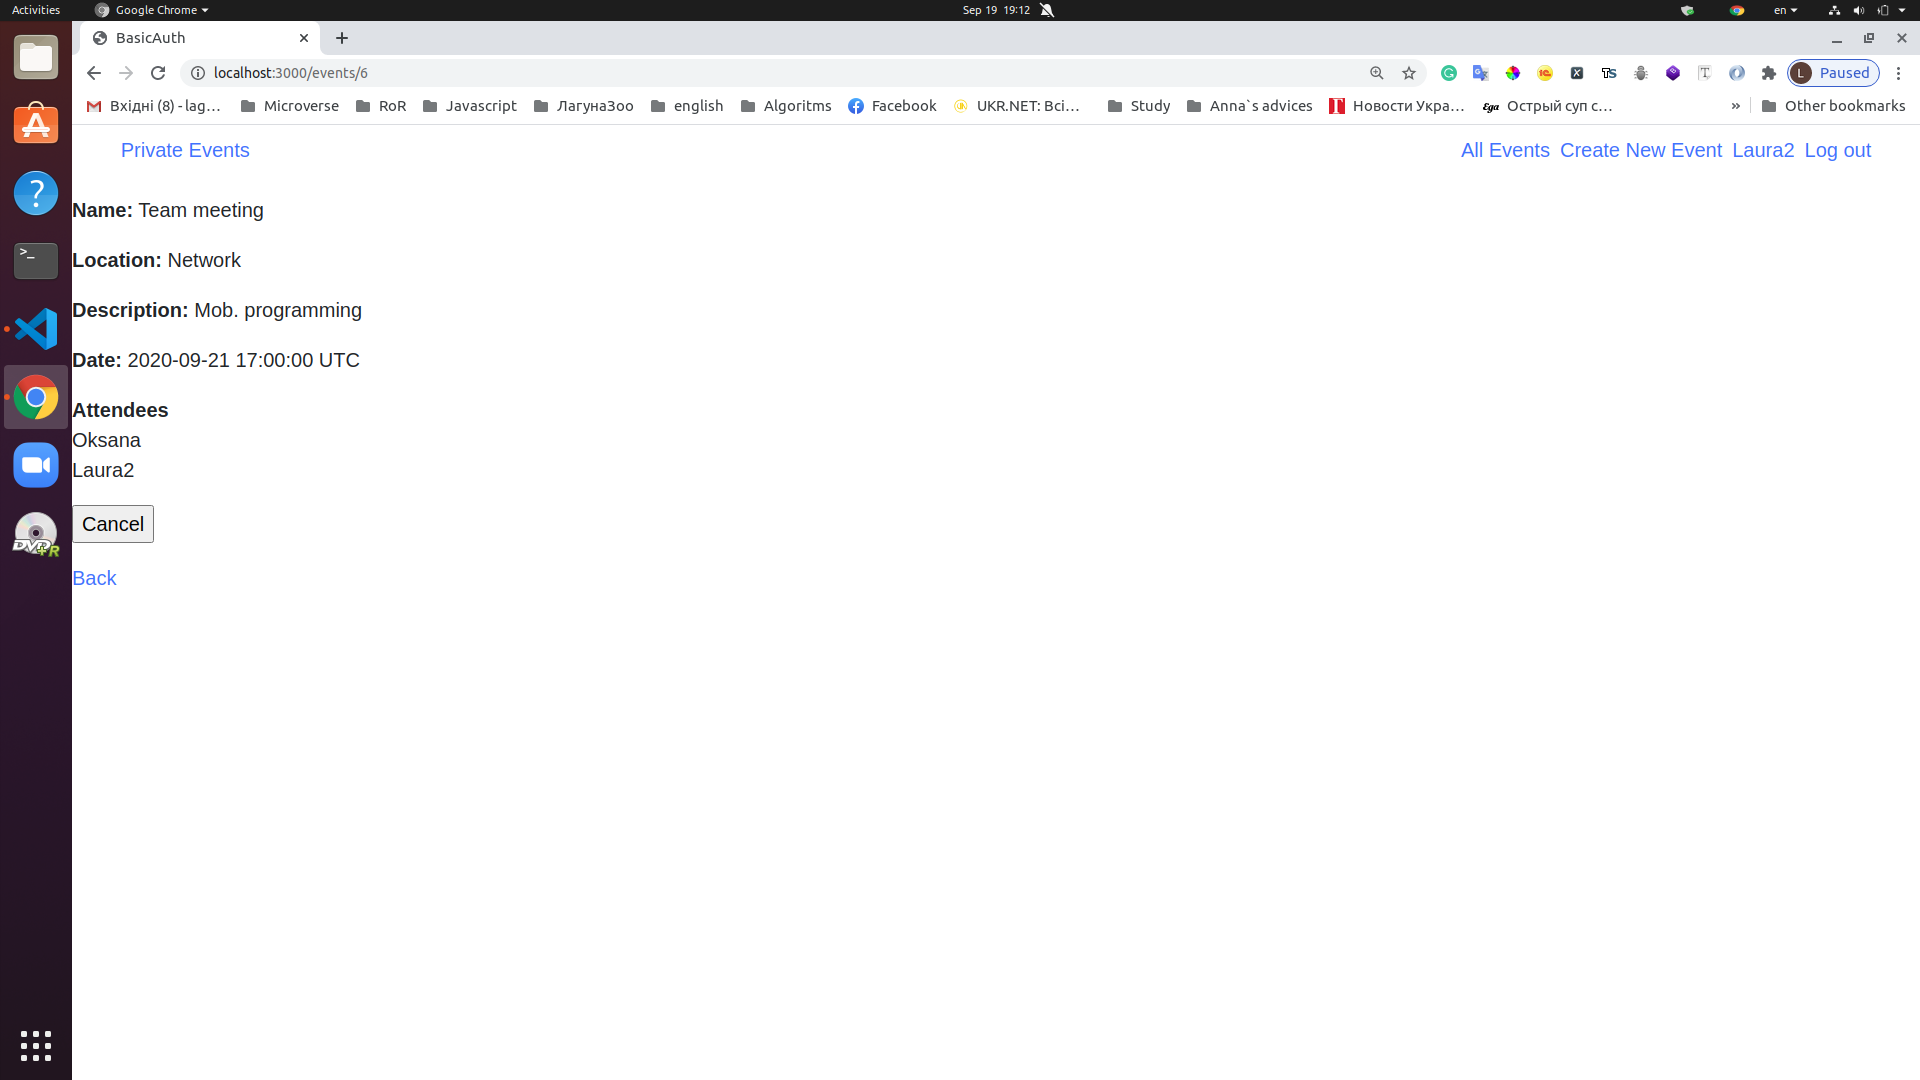 Activities Google Chrome Sep 19 19:12 en
BasicAuth
localhost:3000/events/6 L Paused
Вхідні (8) - lag... Microverse RoR Javascript ЛагунаЗоо english Algoritms Facebook UKR.NET: Всі... Study Anna`s advices Новости Укра... Острый суп с... » Other bookmarks
Private Events All Events Create New Event Laura2 Log out
Name: Team meeting
Location: Network
Description: Mob. programming
Date: 2020-09-21 17:00:00 UTC
Attendees
Oksana
Laura2
Cancel
Back
DVD+R